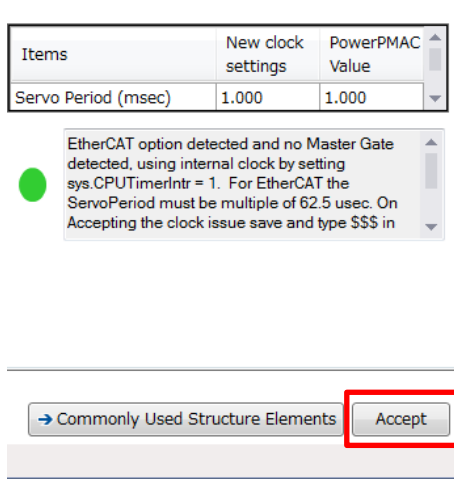 Items New clock settings PowerPMAC Value
Servo Period (msec) 1.000 1.000
EtherCAT option detected and no Master Gate
detected, using internal clock by setting
sys.CPUTimerIntr = 1. For EtherCAT the
ServoPeriod must be multiple of 62.5 usec. On
Accepting the clock issue save and type $$$ in
Commonly Used Structure Elements
Accept